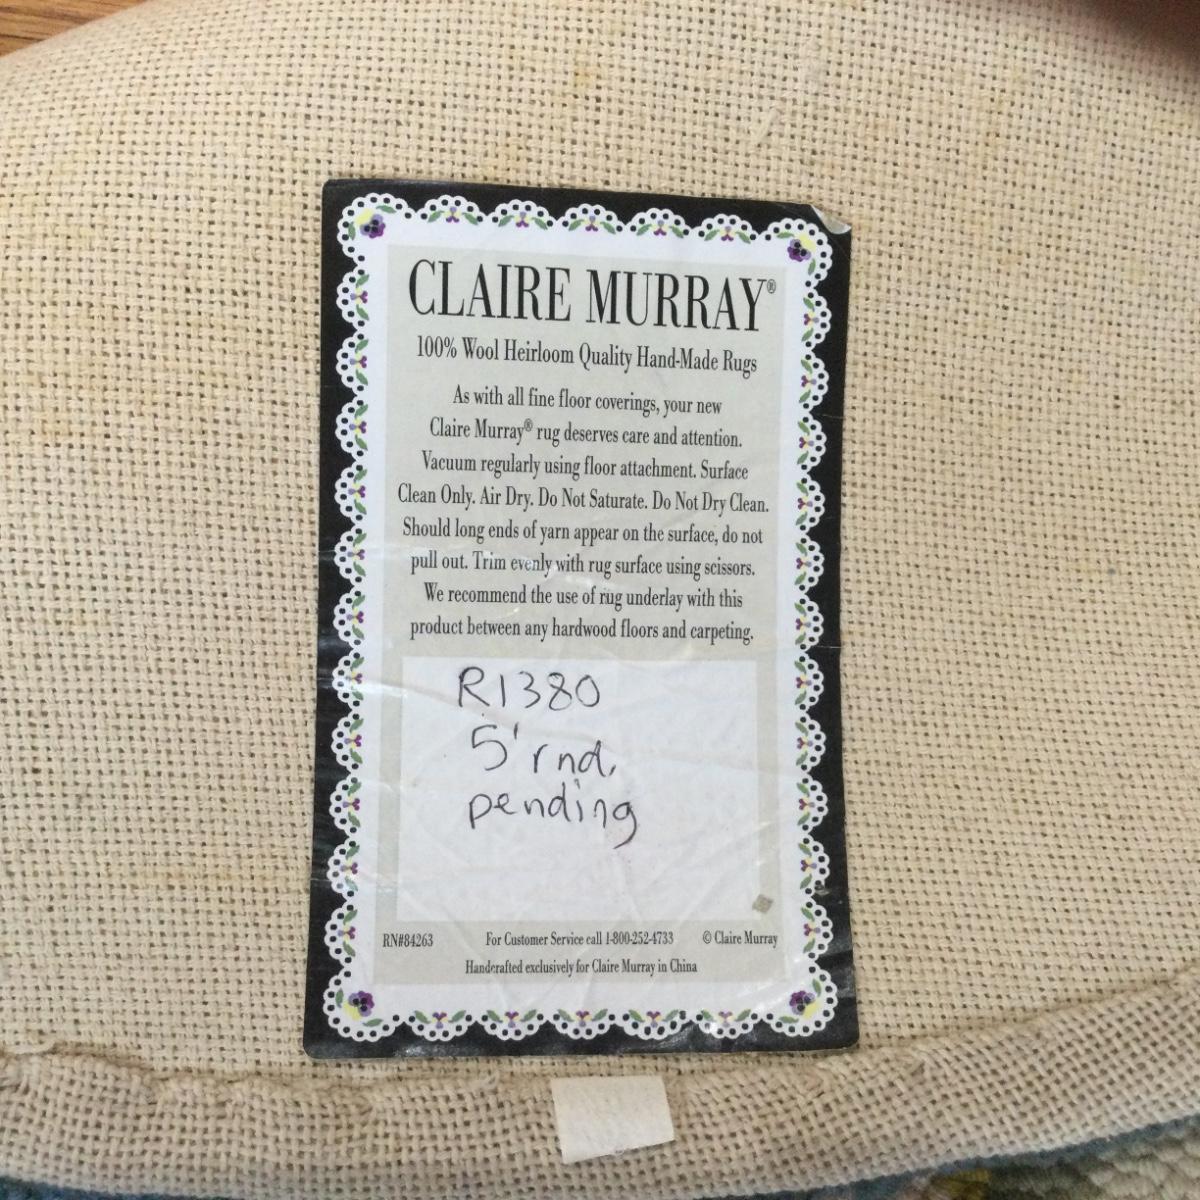 CLAIRE MURRAY®
100% Wool Heirloom Quality Hand-Made Rugs
As with all fine floor coverings, your new
Claire Murray® rug deserves care and attention.
Vacuum regularly using floor attachment. Surface
Clean Only. Air Dry. Do Not Saturate. Do Not Dry Clean.
Should long ends of yarn appear on the surface, do not
pull out. Trim evenly with rug surface using scissors.
We recommend the use of rug underlay with this
product between any hardwood floors and carpeting.
R1380
5' rnd.
pending
RN#84263 For Customer Service call 1-800-252-4733 © Claire Murray
Handcrafted exclusively for Claire Murray in China